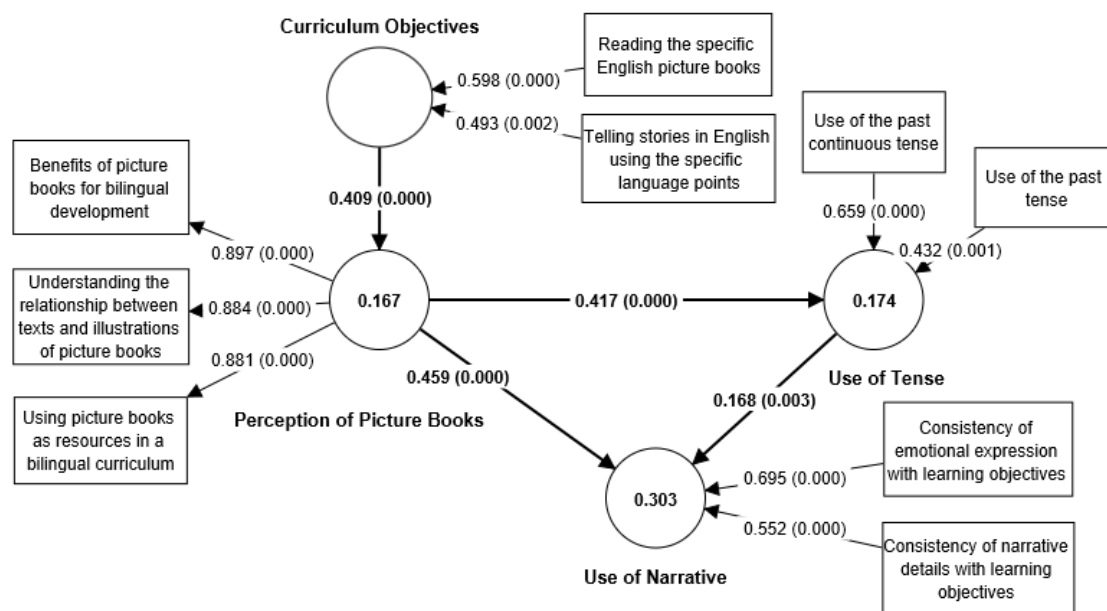 Curriculum Objectives
Reading the specific
English picture books
0.598 (0.000)
0.493 (0.002)
Telling stories in English
using the specific
language points
Use of the past
continuous tense
Use of the past
tense
Benefits of picture
books for bilingual
development
0.409 (0.000)
0.659 (0.000)
0.432 (0.001)
0.897 (0.000)
Understanding the
relationship between
texts and illustrations
of picture books
0.884 (0.000)
0.167
0.417 (0.000)
0.174
0.881 (0.000)
0.459 (0.000)
Use of Tense
Using picture books
as resources in a
bilingual curriculum
Perception of Picture Books
0.168 (0.003)
Consistency of
emotional expression
with learning objectives
0.695 (0.000)
0.303
0.552 (0.000)
Consistency of narrative
details with learning
objectives
Use of Narrative